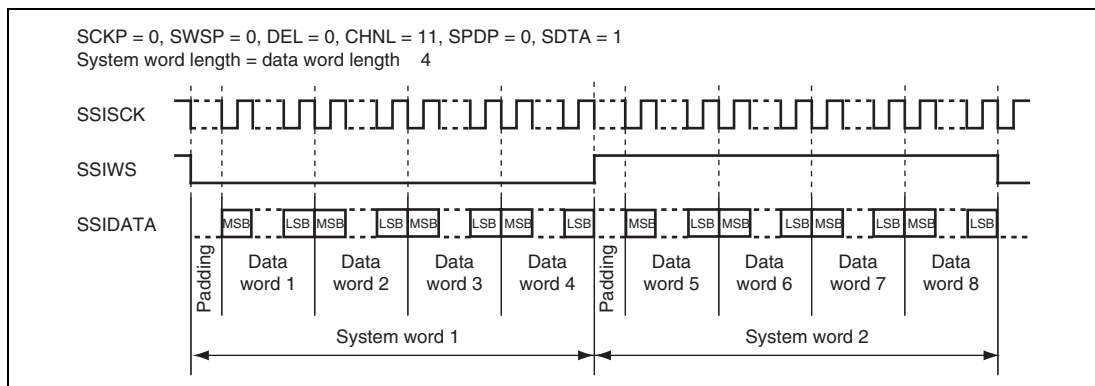 SCKP = 0, SWSP = 0, DEL = 0, CHNL = 11, SPDP = 0, SDTA = 1
System word length = data word length 4
SSISCK
SSIWS
SSIDATA
MSB LSB MSB LSB MSB LSB MSB LSB MSB LSB MSB LSB MSB LSB MSB LSB
Padding
Data word 1
Data word 2
Data word 3
Data word 4
Padding
Data word 5
Data word 6
Data word 7
Data word 8
System word 1
System word 2